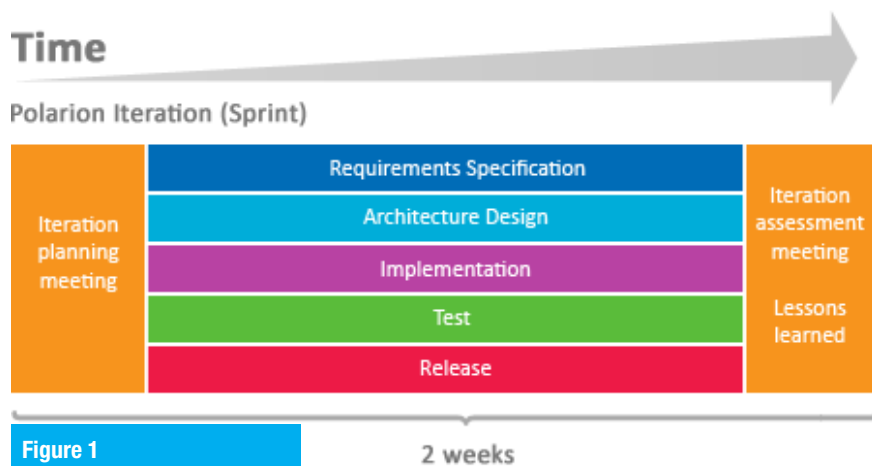 Time
Polarion Iteration (Sprint)
Iteration
planning
meeting
Requirements Specification
Architecture Design
Implementation
Test
Release
Iteration
assessment
meeting
Lessons
learned
2 weeks
Figure 1